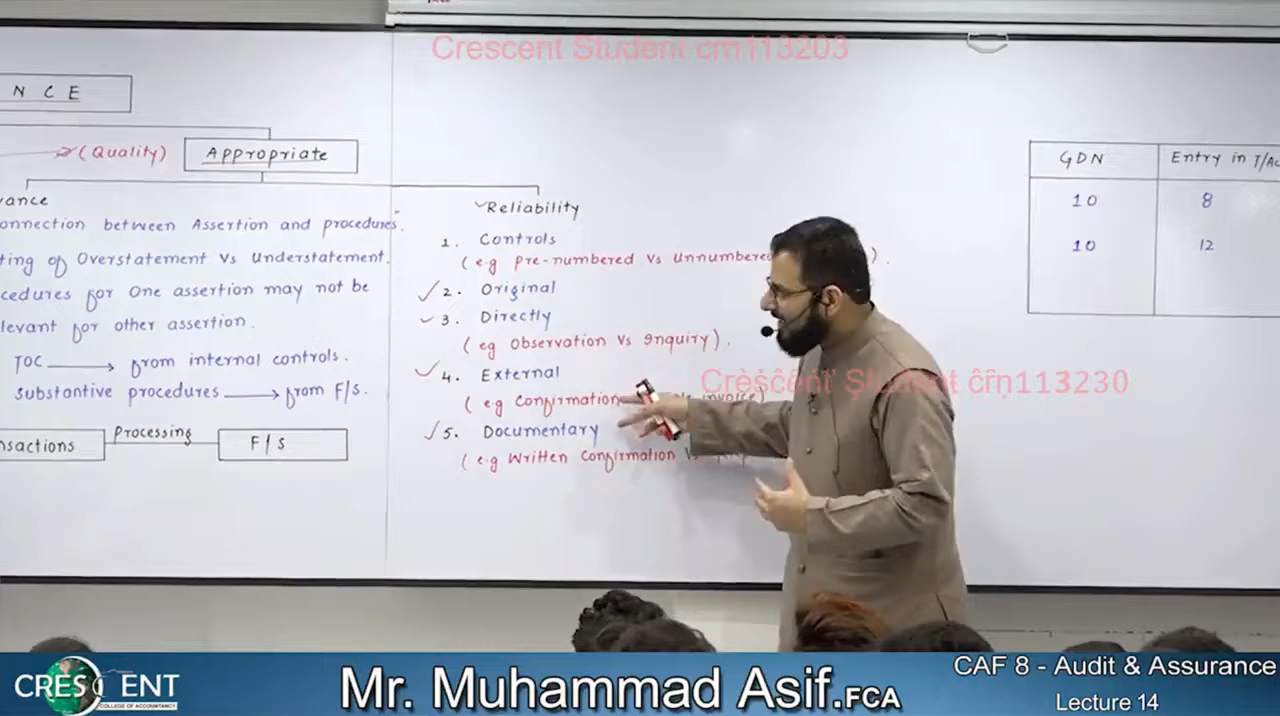 Crescent Student crn113203
N C E
(Quality)
Appropriate
vance
onnection between Assertion and procedures".
ting of Overstatement Vs Understatement.
cedures for One assertion may not be
levant for other assertion.
TOC → from internal controls.
Substantive procedures → from F/S.
nsactions
Processing
F/S
Reliability
1. Controls
(e.g pre-numbered vs unnumbered ).
2. Original
3. Directly
(eg Observation Vs Inquiry).
4. External
(e.g Confirmation invoice)
5. Documentary
(e.g Written Confirmation
GDN
Entry in T/Ac
10
8
10
12
Crescent Student crn113230
CRESCENT
COLLEGE OF ACCOUNTANCY
Mr. Muhammad Asif.FCA
CAF 8 - Audit & Assurance
Lecture 14